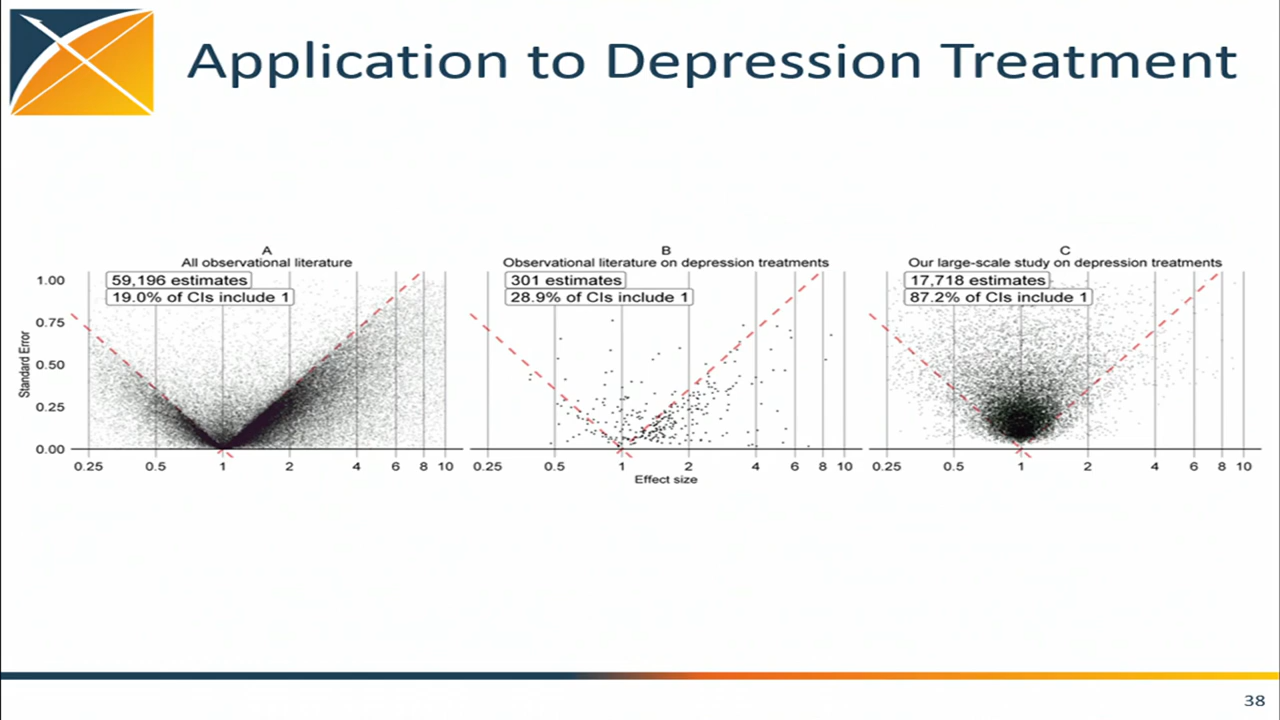 Application to Depression Treatment
A
All observational literature
59,196 estimates
19.0% of CIs include 1
Standard Error
1.00
0.75
0.50
0.25
0.00
0.25 0.5 1 2 4 6 8 10
B
Observational literature on depression treatments
301 estimates
28.9% of CIs include 1
0.25 0.5 1 2 4 6 8 10
Effect size
C
Our large-scale study on depression treatments
17,718 estimates
87.2% of CIs include 1
0.25 0.5 1 2 4 6 8 10
38